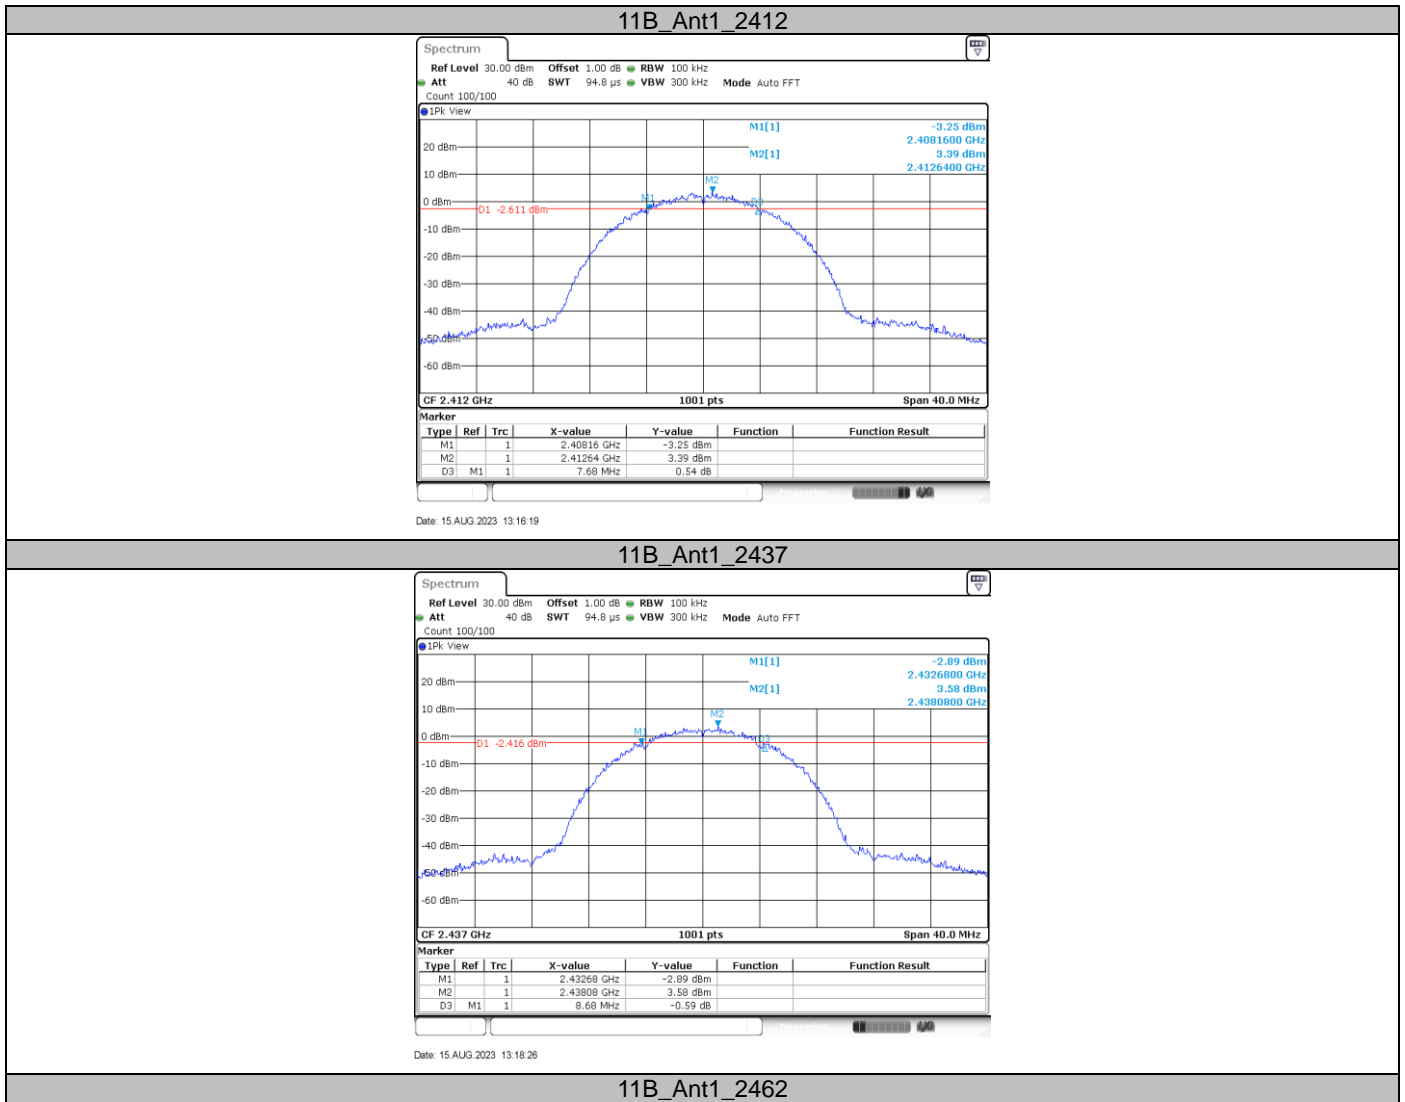 11B_Ant1_2412
Spectrum
Ref Level 30.00 dBm Offset 1.00 dB RBW 100 kHz
Att 40 dB SWT 94.8 µs VBW 300 kHz Mode Auto FFT
Count 100/100
1Pk View
M1[1] -3.25 dBm
2.4081600 GHz
20 dBm
M2[1] 3.39 dBm
2.4126400 GHz
10 dBm
M2
M1
0 dBm
D1 -2.611 dBm
-10 dBm
-20 dBm
-30 dBm
-40 dBm
-50 dBm
-60 dBm
CF 2.412 GHz 1001 pts Span 40.0 MHz
Marker
Type Ref Trc X-value Y-value Function Function Result
M1 1 2.40816 GHz -3.25 dBm
M2 1 2.41264 GHz 3.39 dBm
D3 M1 1 7.68 MHz 0.54 dB
Date: 15.AUG.2023 13:16:19
11B_Ant1_2437
Spectrum
Ref Level 30.00 dBm Offset 1.00 dB RBW 100 kHz
Att 40 dB SWT 94.8 µs VBW 300 kHz Mode Auto FFT
Count 100/100
1Pk View
M1[1] -2.89 dBm
2.4326800 GHz
20 dBm
M2[1] 3.58 dBm
2.4380800 GHz
10 dBm
M2
M1
0 dBm
D1 -2.416 dBm
D3
-10 dBm
-20 dBm
-30 dBm
-40 dBm
-50 dBm
-60 dBm
CF 2.437 GHz 1001 pts Span 40.0 MHz
Marker
Type Ref Trc X-value Y-value Function Function Result
M1 1 2.43268 GHz -2.89 dBm
M2 1 2.43808 GHz 3.58 dBm
D3 M1 1 8.68 MHz -0.59 dB
Date: 15.AUG.2023 13:18:26
11B_Ant1_2462